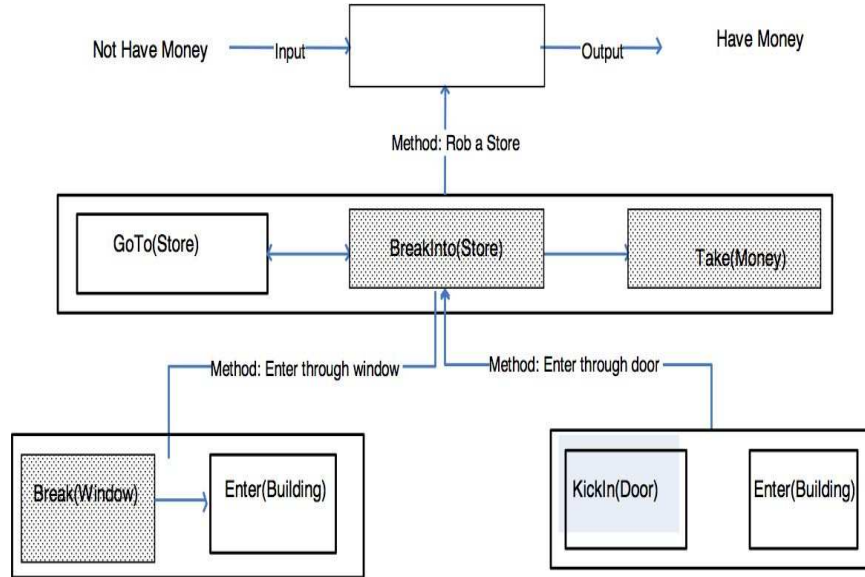 Not Have Money
Input
Output
Have Money
Method: Rob a Store
GoTo(Store)
BreakInto(Store)
Take(Money)
Method: Enter through window
Method: Enter through door
Break(Window)
Enter(Building)
KickIn(Door)
Enter(Building)